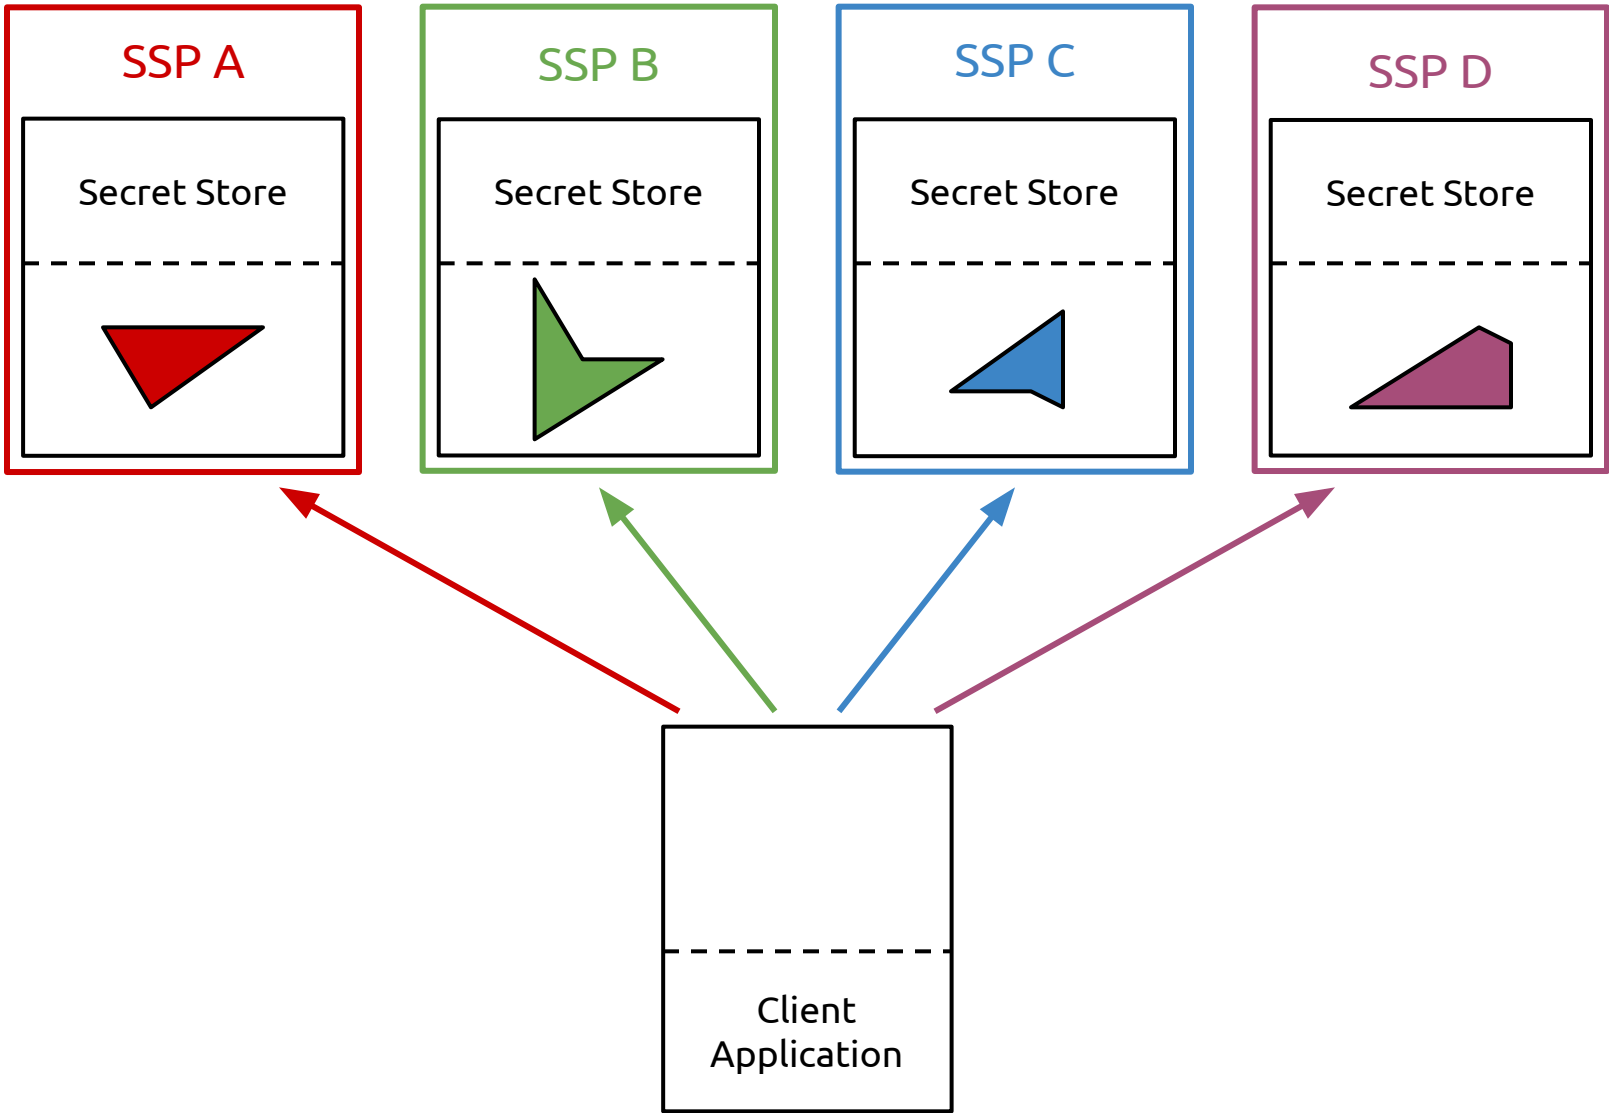 SSP A
SSP B
SSP C
SSP D
Secret Store
Secret Store
Secret Store
Secret Store
Client
Application